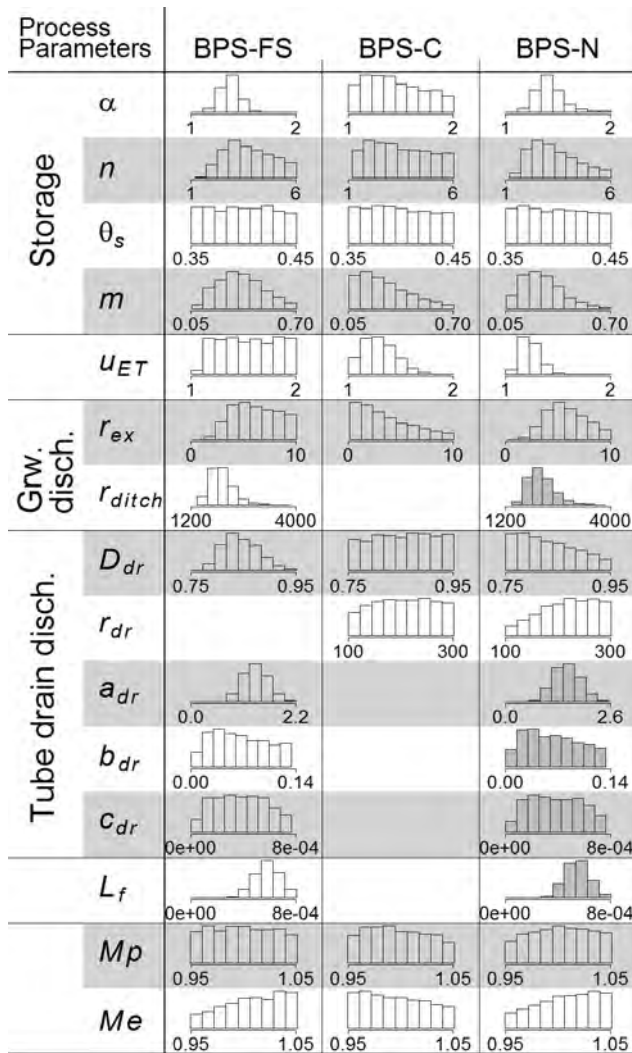 Process
Parameters BPS-FS BPS-C BPS-N
Storage
α
1 2 1 2 1 2
n
1 6 1 6 1 6
θs
0.35 0.45 0.35 0.45 0.35 0.45
m
0.05 0.70 0.05 0.70 0.05 0.70
uET
1 2 1 2 1 2
Grw.
disch.
rex
0 10 0 10 0 10
rditch
1200 4000 1200 4000
Tube drain disch.
Ddr
0.75 0.95 0.75 0.95 0.75 0.95
rdr
100 300 100 300
adr
0.0 2.2 0.0 2.6
bdr
0.00 0.14 0.00 0.14
cdr
0e+00 8e-04 0e+00 8e-04
Lf
0e+00 8e-04 0e+00 8e-04
Mp
0.95 1.05 0.95 1.05 0.95 1.05
Me
0.95 1.05 0.95 1.05 0.95 1.05